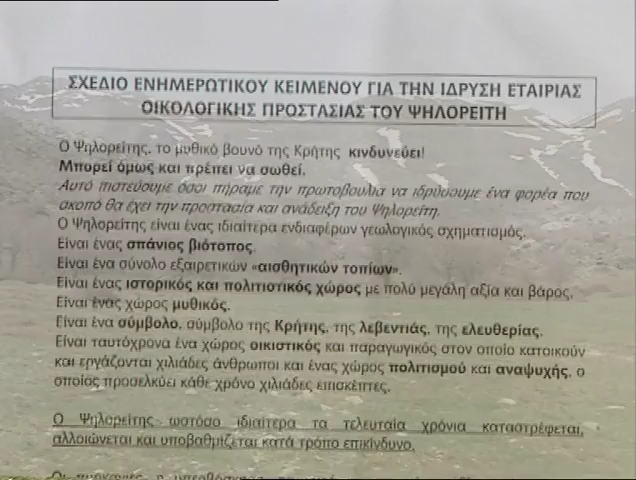 ΣΧΕΔΙΟ ΕΝΗΜΕΡΩΤΙΚΟΥ ΚΕΙΜΕΝΟΥ ΓΙΑ ΤΗΝ ΙΔΡΥΣΗ ΕΤΑΙΡΙΑΣ
ΟΙΚΟΛΟΓΙΚΗΣ ΠΡΟΣΤΑΣΙΑΣ ΤΟΥ ΨΗΛΟΡΕΙΤΗ
Ο Ψηλορείτης, το μυθικό βουνό της Κρήτης κινδυνεύει!
Μπορεί όμως και πρέπει να σωθεί.
Αυτό πιστεύουμε όσοι πήραμε την πρωτοβουλία να ιδρύσουμε ένα φορέα που
σκοπό θα έχει την προστασία και ανάδειξη του Ψηλορείτη.
Ο Ψηλορείτης είναι ένας ιδιαίτερα ενδιαφέρων γεωλογικός σχηματισμός.
Είναι ένας σπάνιος βιότοπος.
Είναι ένα σύνολο εξαιρετικών «αισθητικών τοπίων».
Είναι ένας ιστορικός και πολιτιστικός χώρος με πολύ μεγάλη αξία και βάρος.
Είναι ένας χώρος μυθικός.
Είναι ένα σύμβολο, σύμβολο της Κρήτης, της λεβεντιάς, της ελευθερίας.
Είναι ταυτόχρονα ένα χώρος οικιστικός και παραγωγικός στον οποίο κατοικούν
και εργάζονται χιλιάδες άνθρωποι και ένας χώρος πολιτισμού και αναψυχής, ο
οποίος προσελκύει κάθε χρόνο χιλιάδες επισκέπτες.
Ο Ψηλορείτης ωστόσο ιδιαίτερα τα τελευταία χρόνια καταστρέφεται,
αλλοιώνεται και υποβαθμίζεται κατά τρόπο επικίνδυνο.